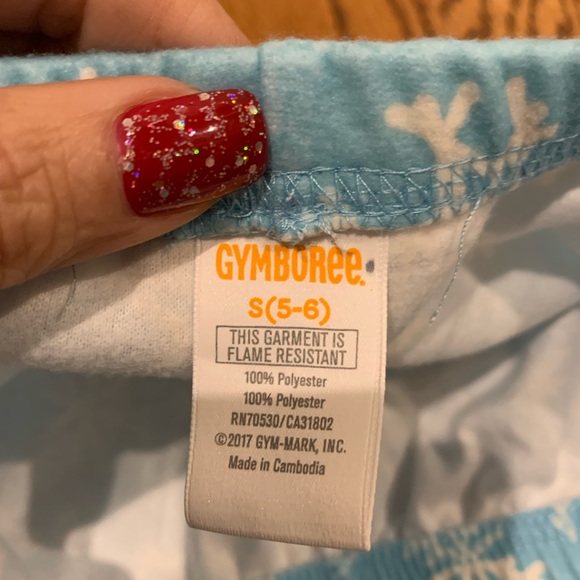 GYMBOREE.
S(5-6)
THIS GARMENT IS
FLAME RESISTANT
100% Polyester
100% Polyester
RN70530/CA31802
©2017 GYM-MARK, INC.
Made in Cambodia